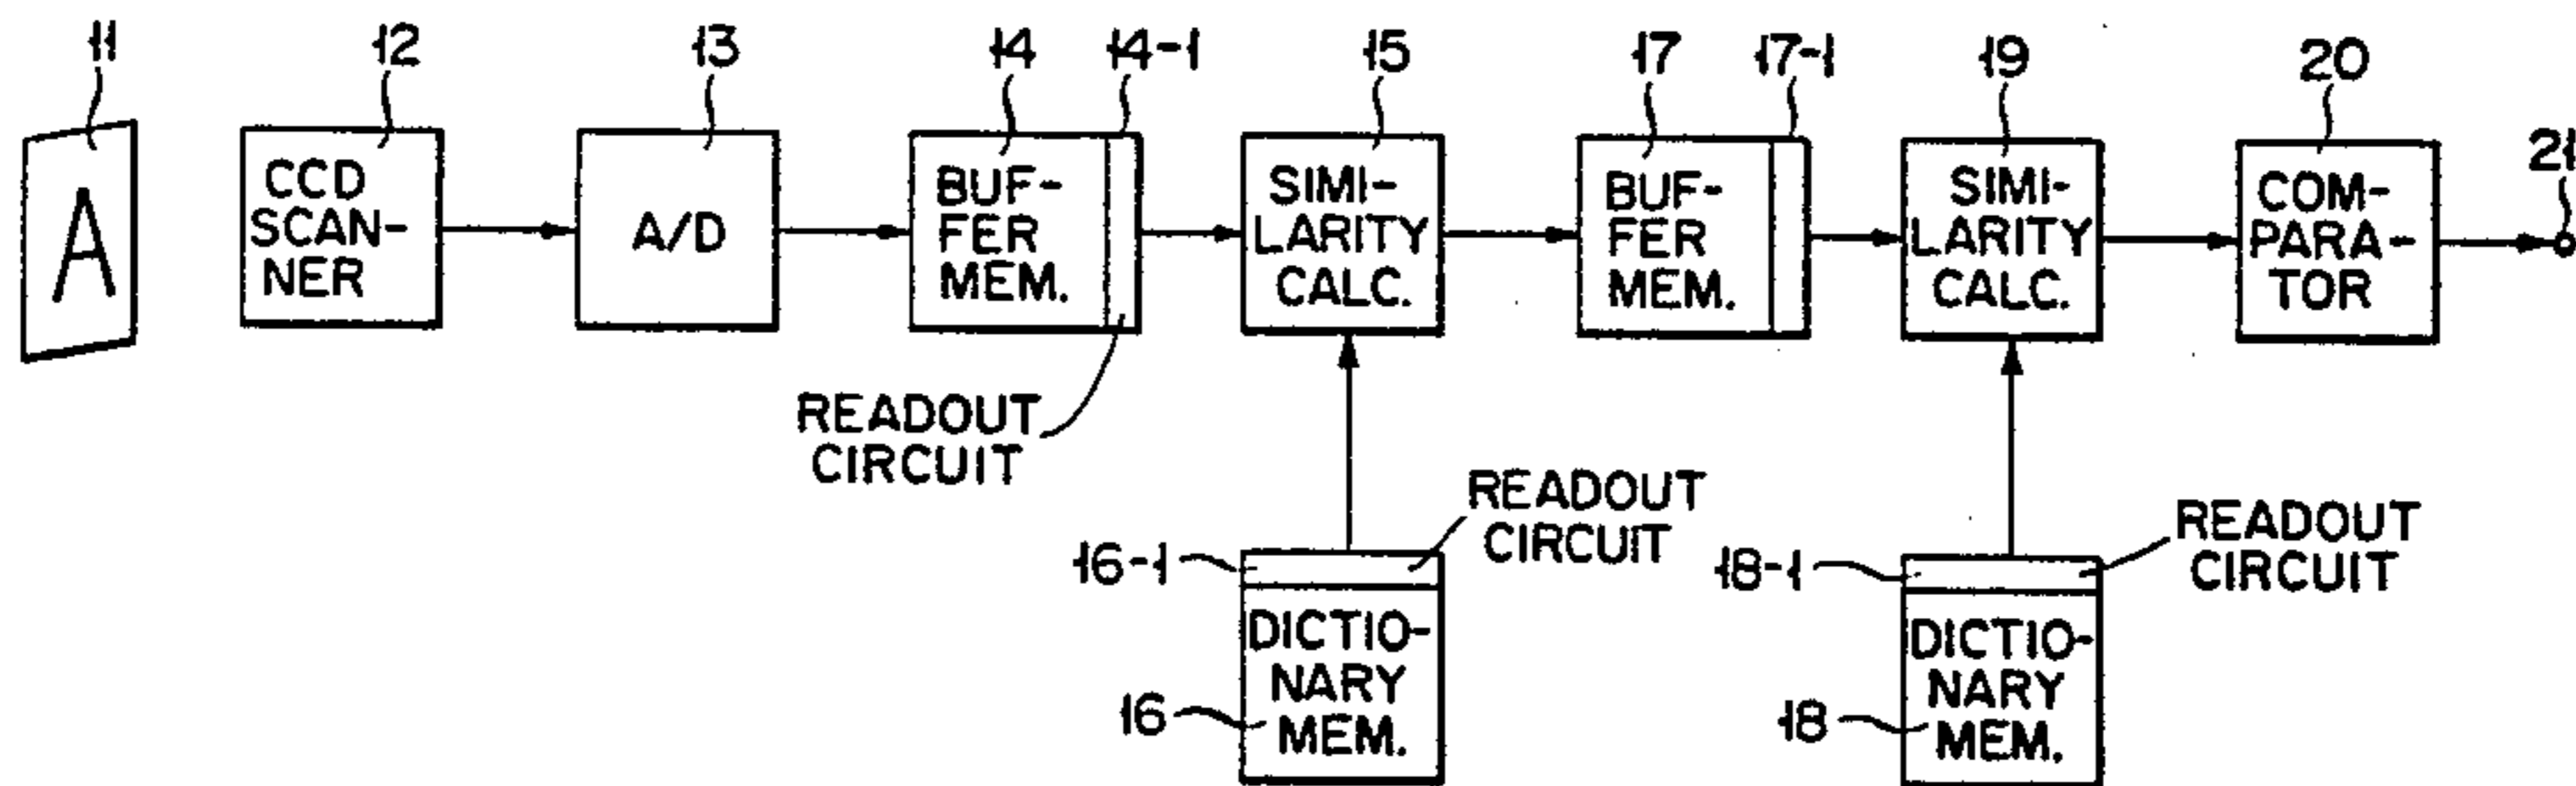 11
12
13
14
14-1
15
17
17-1
19
20
21
A
CCD
SCAN-
NER
A/D
BUF-
FER
MEM.
SIMI-
LARITY
CALC.
BUF-
FER
MEM.
SIMI-
LARITY
CALC.
COM-
PARA-
TOR
READOUT
CIRCUIT
16-1
READOUT
CIRCUIT
DICTIO-
NARY
MEM.
16
18-1
READOUT
CIRCUIT
DICTIO-
NARY
MEM.
18